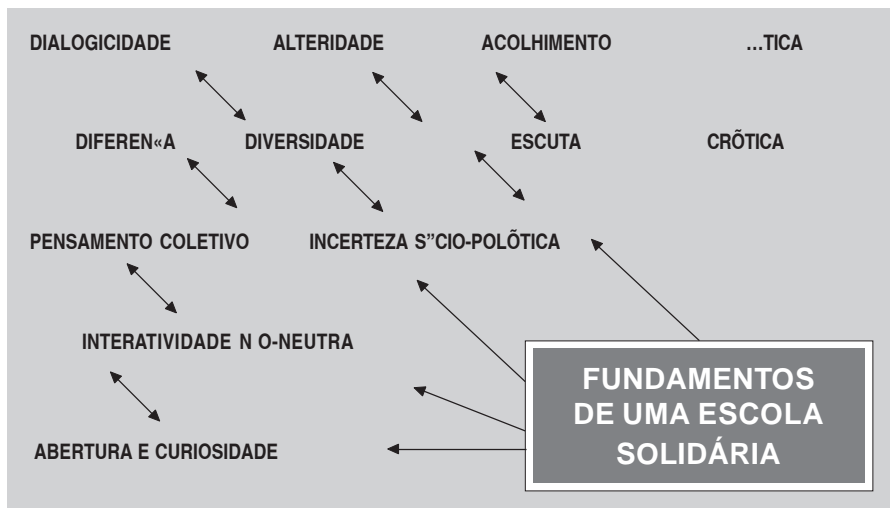 DIALOGICIDADE ALTERIDADE ACOLHIMENTO …TICA
DIFEREN«A DIVERSIDADE ESCUTA CRÕTICA
PENSAMENTO COLETIVO INCERTEZA S”CIO-POLÕTICA
INTERATIVIDADE N O-NEUTRA
ABERTURA E CURIOSIDADE
FUNDAMENTOS
DE UMA ESCOLA
SOLIDÁRIA